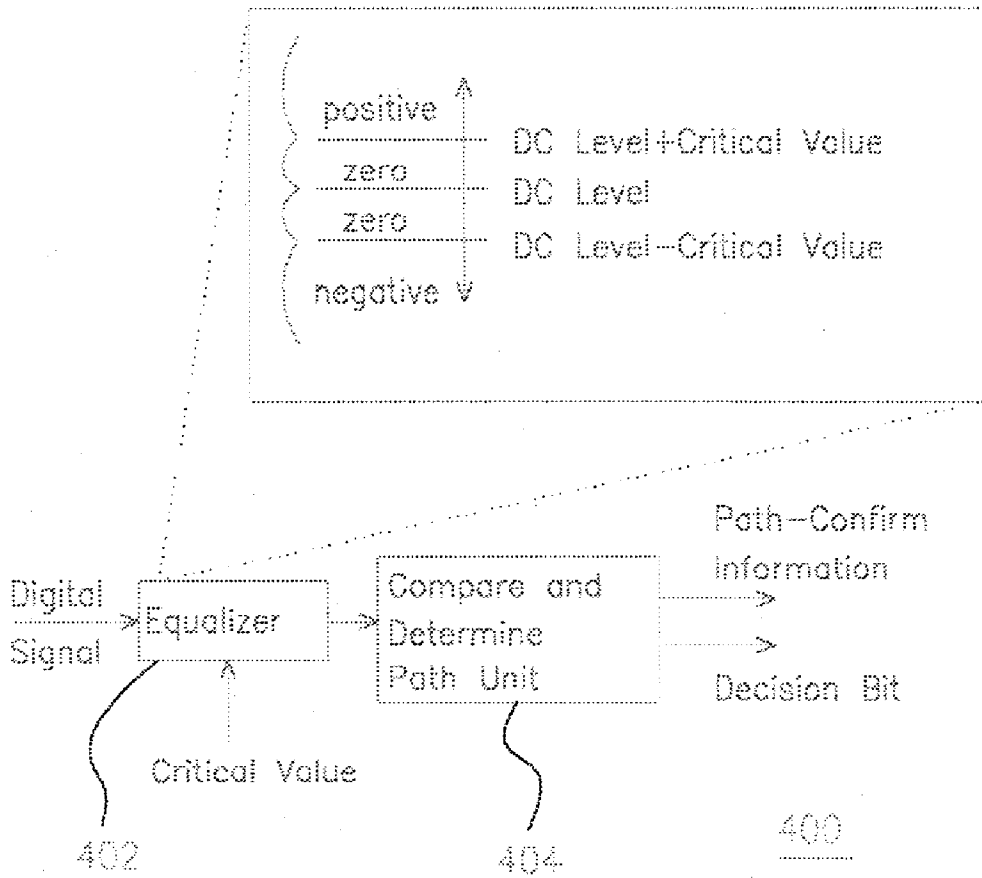 positive
DC Level+Critical Value
zero
DC Level
zero
DC Level-Critical Value
negative
Path-Confirm
Information
Digital
Signal
Equalizer
Compare and
Determine
Path Unit
Decision Bit
Critical Value
402
404
400